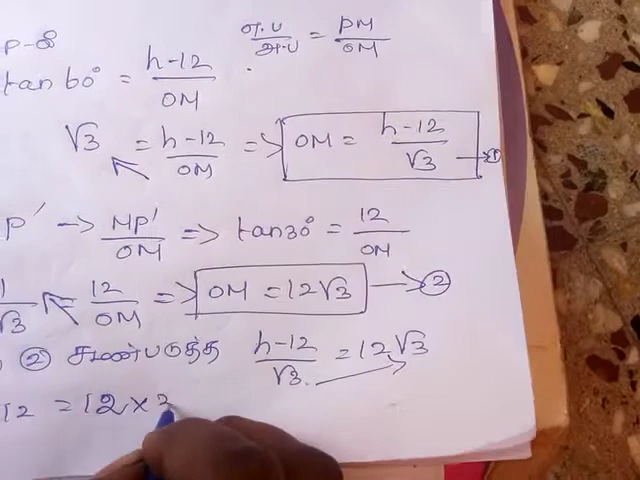 எ.ப / அ.ப = PM / OM
P-ல்
tan 60° = h-12 / OM
√3 = h-12 / OM => OM = h-12 / √3 → ①
P' → MP' / OM => tan 30° = 12 / OM
1 / √3 = 12 / OM => OM = 12√3 → ②
② சமன்படுத்த h-12 / √3 = 12√3
12 = 12 × 3